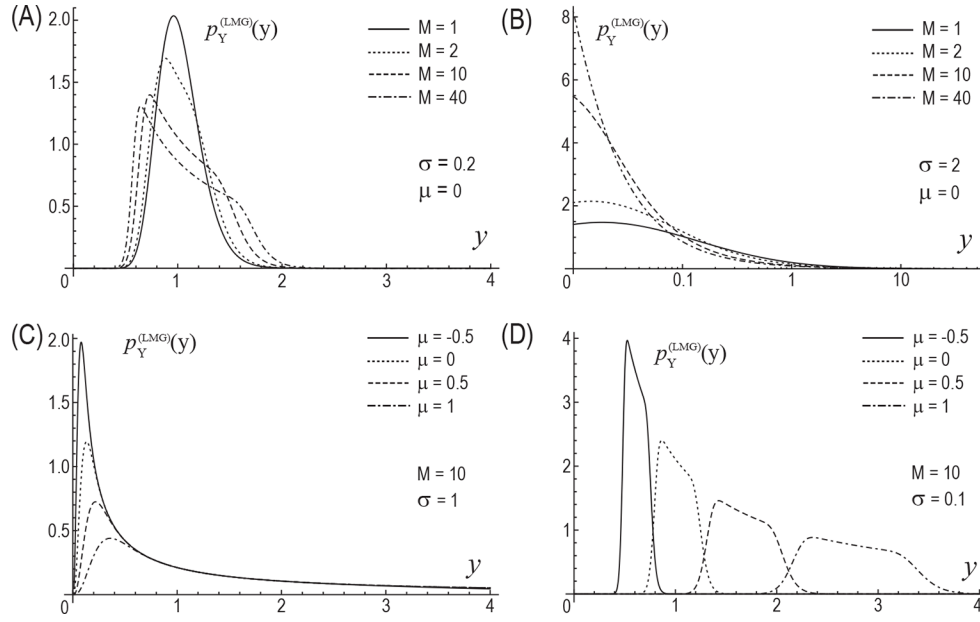 (A)
p_Y^(LMG)(y)
M = 1
M = 2
M = 10
M = 40
σ = 0.2
μ = 0
y
2.0
1.5
1.0
0.5
0 1 2 3 4
(B)
p_Y^(LMG)(y)
M = 1
M = 2
M = 10
M = 40
σ = 2
μ = 0
y
8
6
4
2
0
0 0.1 1 10
(C)
p_Y^(LMG)(y)
μ = -0.5
μ = 0
μ = 0.5
μ = 1
M = 10
σ = 1
y
2.0
1.5
1.0
0.5
0 1 2 3 4
(D)
p_Y^(LMG)(y)
μ = -0.5
μ = 0
μ = 0.5
μ = 1
M = 10
σ = 0.1
y
4
3
2
1
0
0 1 2 3 4